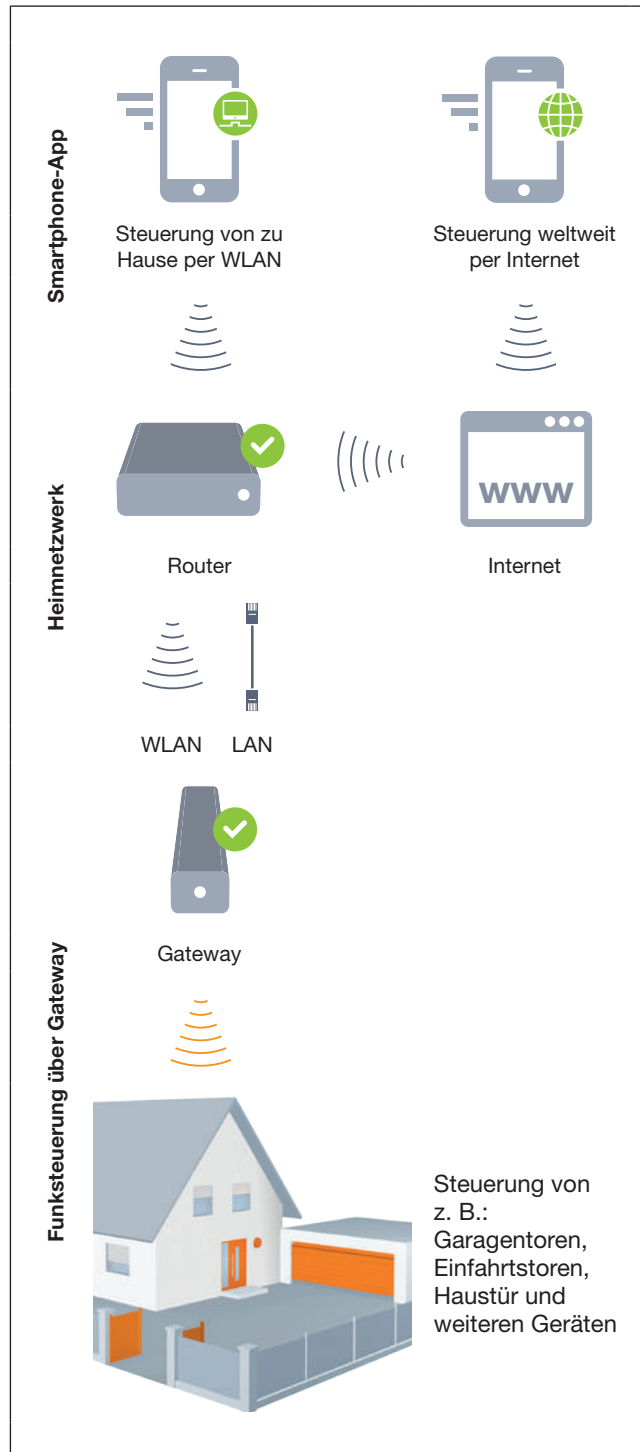 Smartphone-App
Steuerung von zu
Hause per WLAN
Steuerung weltweit
per Internet
Heimnetzwerk
www
Router
Internet
WLAN
LAN
Funksteuerung über Gateway
Gateway
Steuerung von
z. B.:
Garagentoren,
Einfahrtstoren,
Haustür und
weiteren Geräten